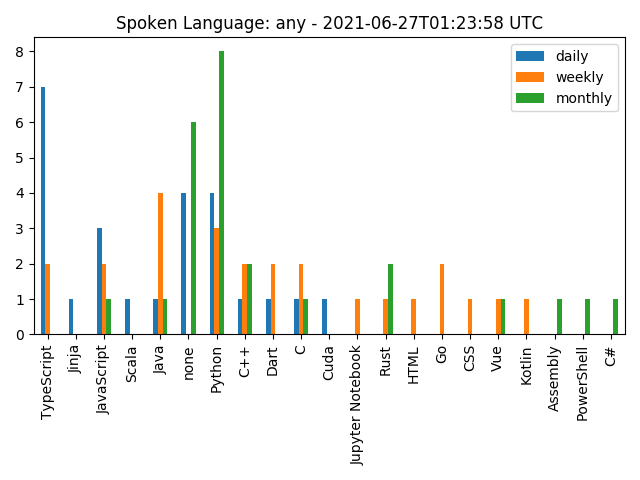 Spoken Language: any - 2021-06-27T01:23:58 UTC
daily
weekly
monthly
8
7
6
5
4
3
2
1
0
TypeScript
Jinja
JavaScript
Scala
Java
none
Python
C++
Dart
C
Cuda
Jupyter Notebook
Rust
HTML
Go
CSS
Vue
Kotlin
Assembly
PowerShell
C#